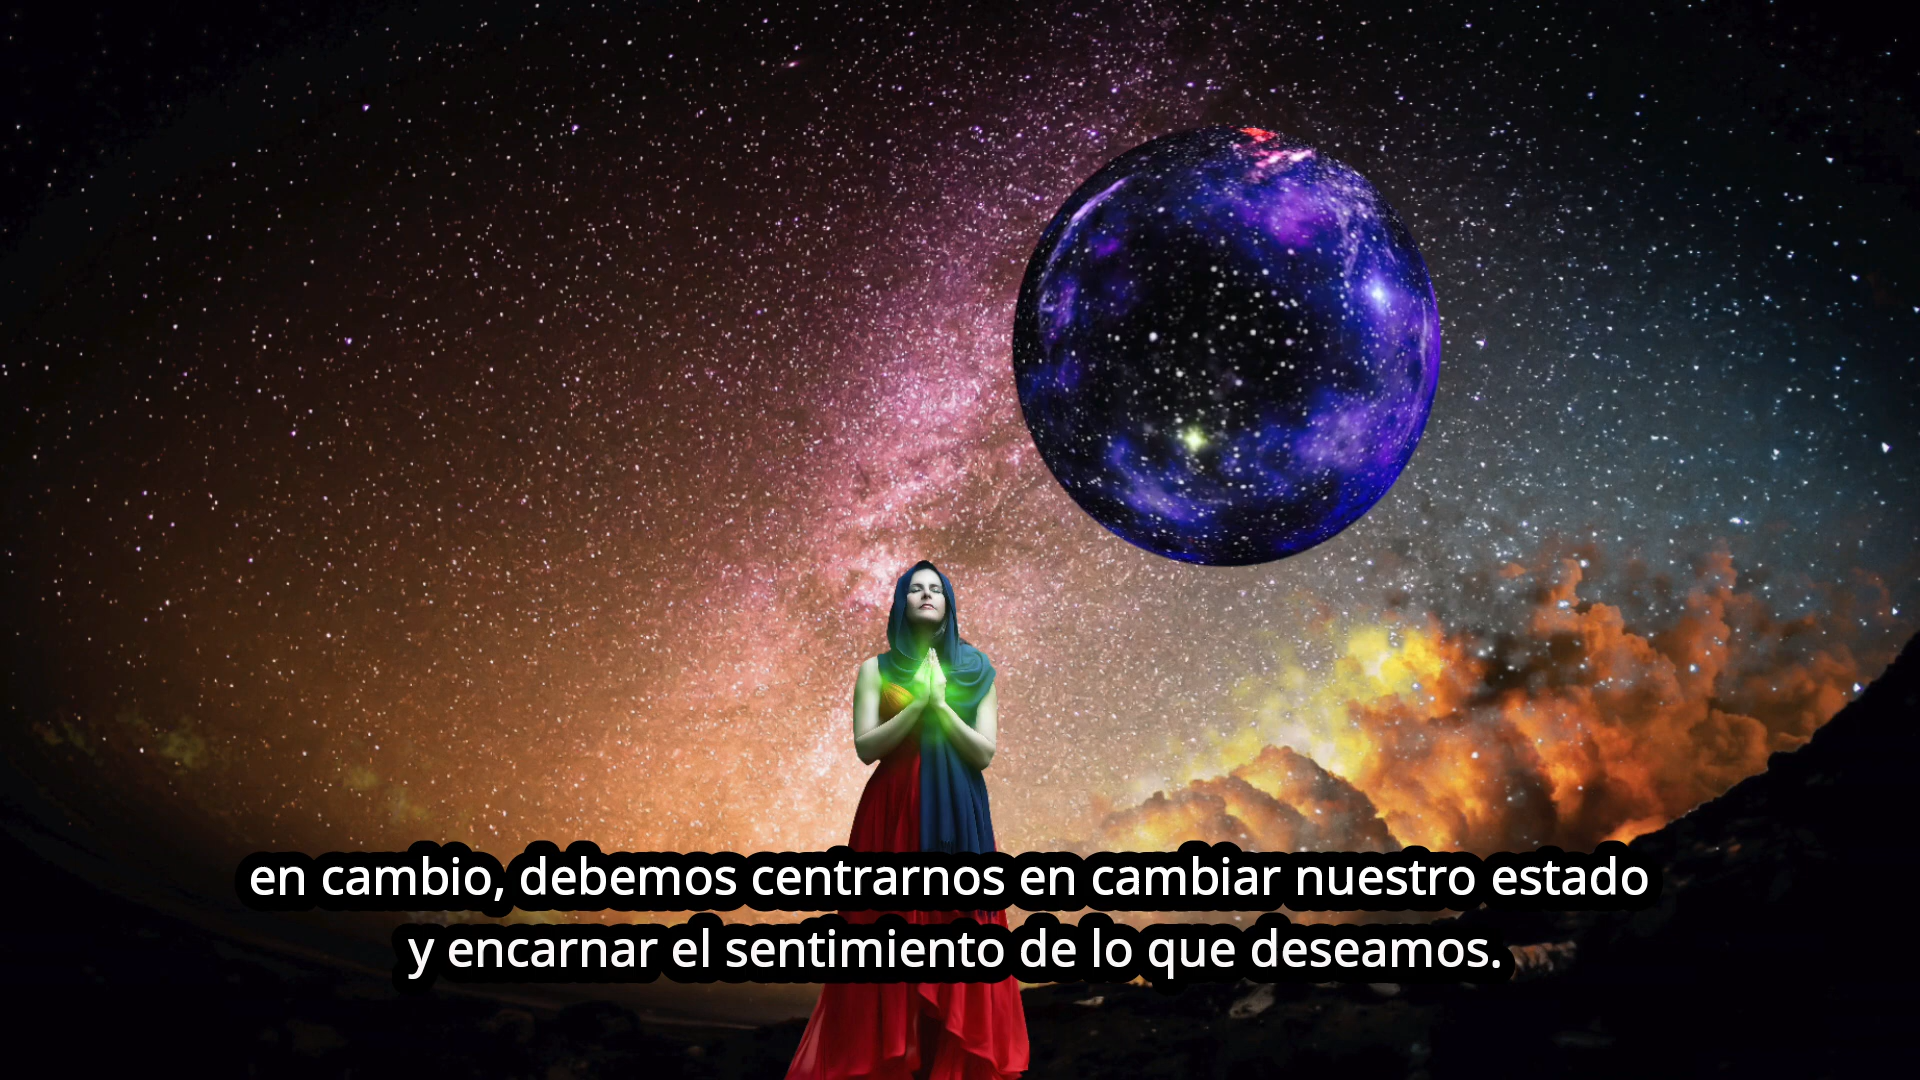 en cambio, debemos centrarnos en cambiar nuestro estado
y encarnar el sentimiento de lo que deseamos.